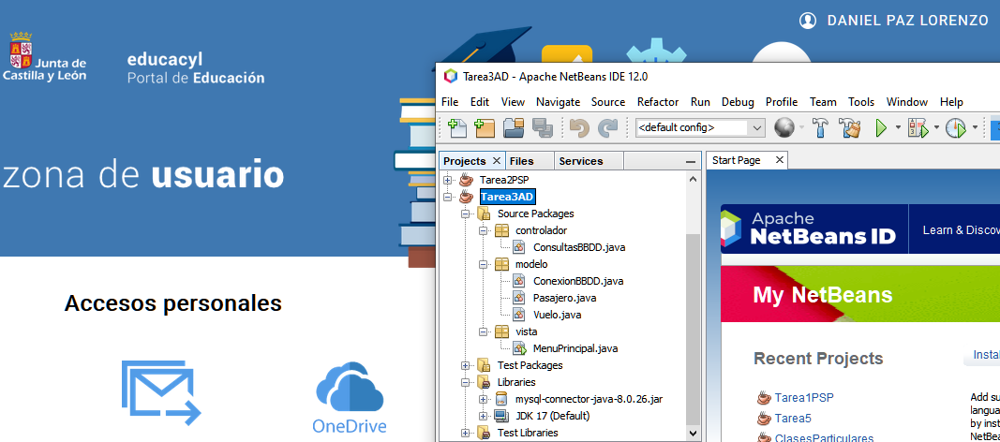 DANIEL PAZ LORENZO
Junta de
Castilla y León
educacyl
Portal de Educación
zona de usuario
Accesos personales
OneDrive
Tarea3AD - Apache NetBeans IDE 12.0
File Edit View Navigate Source Refactor Run Debug Profile Team Tools Window Help
<default config>
Projects Files Services
Tarea2PSP
Tarea3AD
Source Packages
controlador
ConsultasBBDD.java
modelo
ConexionBBDD.java
Pasajero.java
Vuelo.java
vista
MenuPrincipal.java
Test Packages
Libraries
mysql-connector-java-8.0.26.jar
JDK 17 (Default)
Test Libraries
Start Page
Apache
NetBeans ID
Learn & Discov
My NetBeans
Recent Projects
Tarea1PSP
Tarea5
ClasesParticulares
Instal
Add su
langua
by inst
NetBe